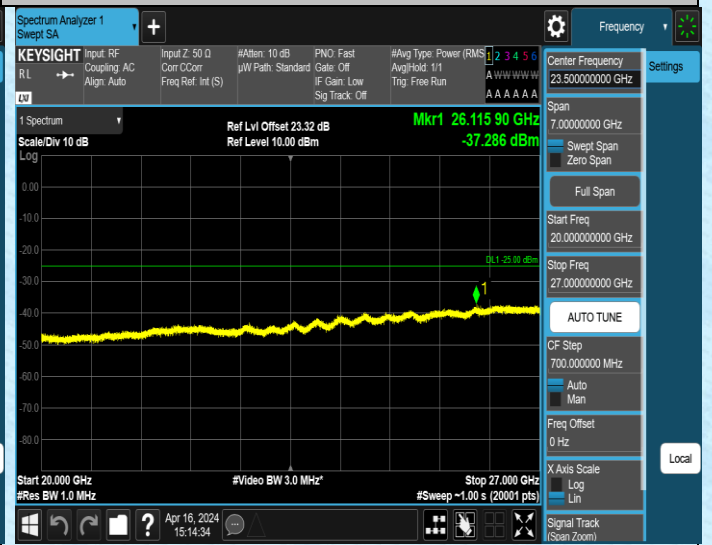 Spectrum Analyzer 1
Swept SA
Frequency
KEYSIGHT
RL
LXI
Input: RF
Coupling: AC
Align: Auto
Input Z: 50 Ω
Corr CCorr
Freq Ref: Int (S)
#Atten: 10 dB
µW Path: Standard
PNO: Fast
Gate: Off
IF Gain: Low
Sig Track: Off
#Avg Type: Power (RMS
Avg|Hold: 1/1
Trig: Free Run
1 2 3 4 5 6
A W W W W W
A A A A A A
1 Spectrum
Scale/Div 10 dB
Log
Ref Lvl Offset 23.32 dB
Ref Level 10.00 dBm
Mkr1 26.115 90 GHz
-37.286 dBm
0.00
-10.0
-20.0
-30.0
-40.0
-50.0
-60.0
-70.0
-80.0
DL1 -25.00 dBm
1
Start 20.000 GHz
#Res BW 1.0 MHz
#Video BW 3.0 MHz*
Stop 27.000 GHz
#Sweep ~1.00 s (20001 pts)
Apr 16, 2024
15:14:34
?
Center Frequency
23.500000000 GHz
Span
7.00000000 GHz
Swept Span
Zero Span
Full Span
Start Freq
20.000000000 GHz
Stop Freq
27.000000000 GHz
AUTO TUNE
CF Step
700.000000 MHz
Auto
Man
Freq Offset
0 Hz
X Axis Scale
Log
Lin
Signal Track
(Span Zoom)
Settings
Local